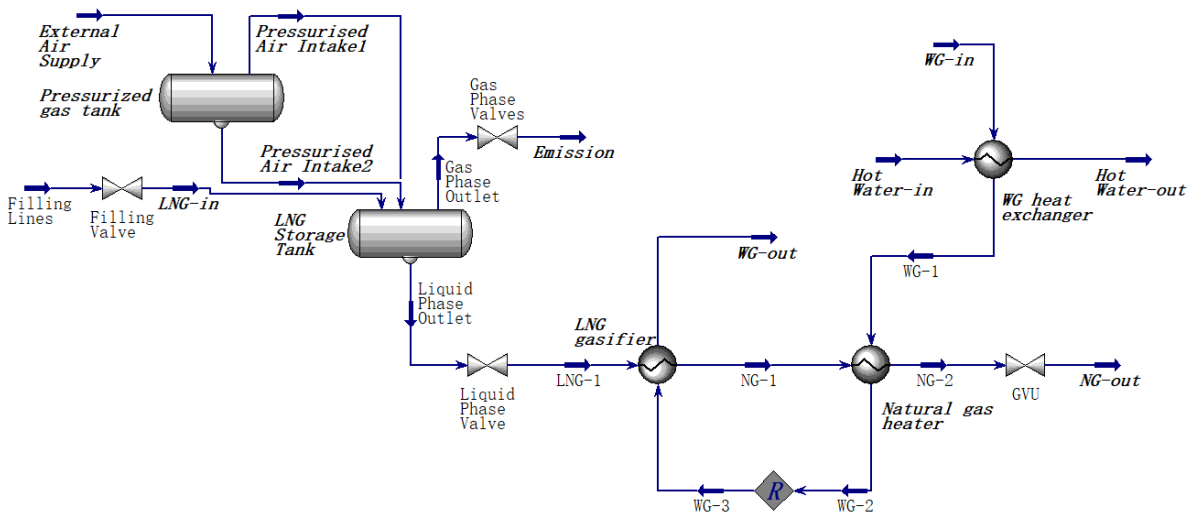 External
Air
Supply
Pressurised
Air Intake1
Pressurized
gas tank
Gas
Phase
Valves
Emission
Pressurised
Air Intake2
Gas
Phase
Outlet
Filling
Lines
Filling
Valve
LNG-in
LNG
Storage
Tank
Liquid
Phase
Outlet
WG-in
Hot
Water-in
Hot
Water-out
WG heat
exchanger
WG-out
WG-1
LNG
gasifier
LNG-1
Liquid
Phase
Valve
NG-1
NG-2
GVU
NG-out
Natural gas
heater
WG-3
R
WG-2